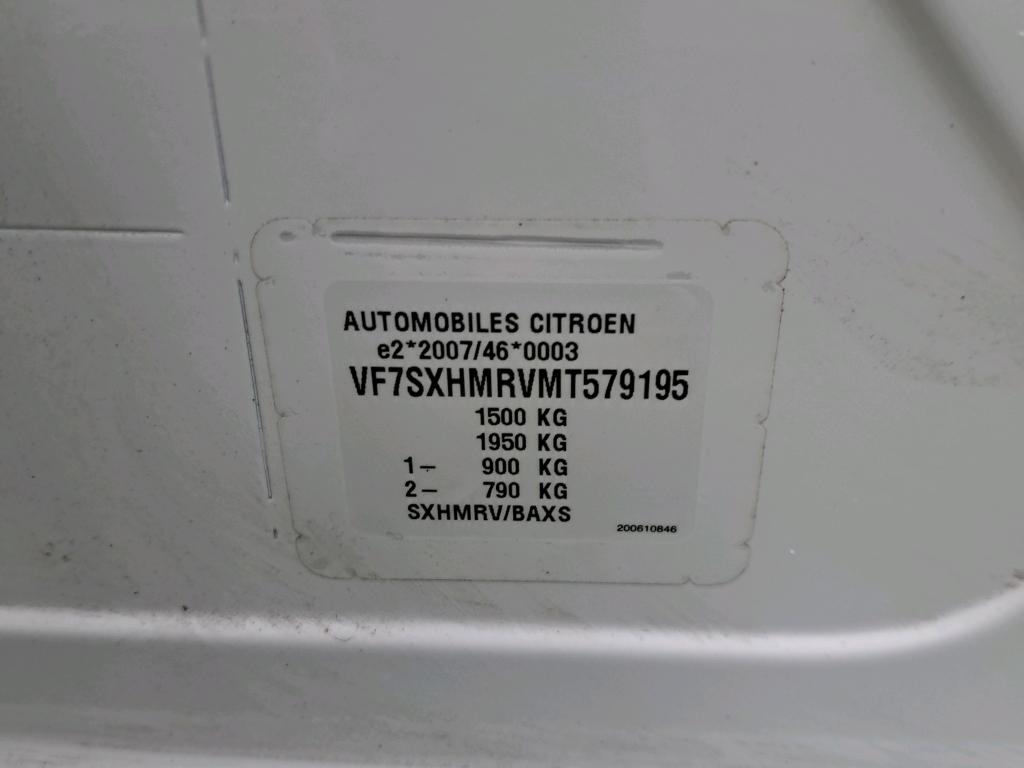 AUTOMOBILES CITROEN
e2*2007/46*0003
VF7SXHMRVMT579195
1500 KG
1950 KG
1– 900 KG
2– 790 KG
SXHMRV/BAXS
200610846